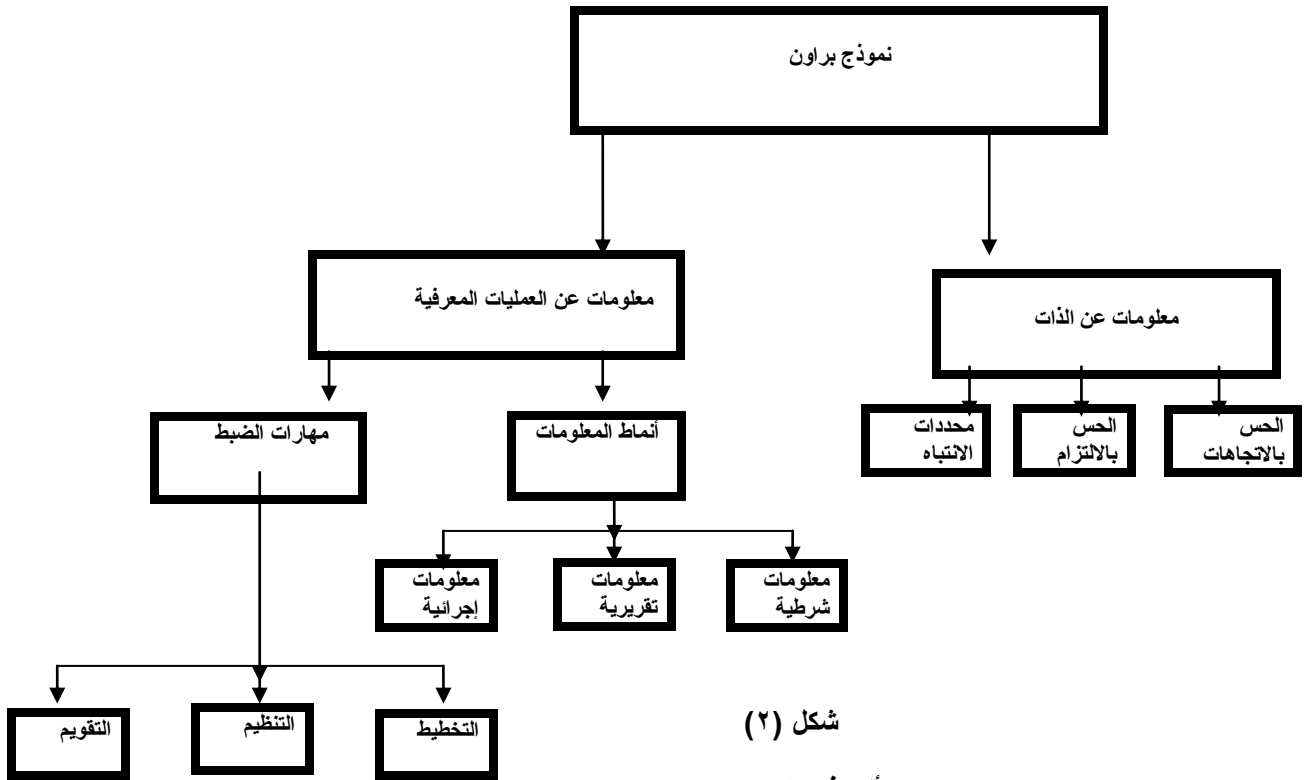 نموذج براون
معلومات عن الذات
معلومات عن العمليات المعرفية
الحس
بالاتجاهات
الحس
بالالتزام
محددات
الانتباه
أنماط المعلومات
مهارات الضبط
معلومات
شرطية
معلومات
تقريرية
معلومات
إجرائية
التخطيط
التنظيم
التقويم
شكل (٢)